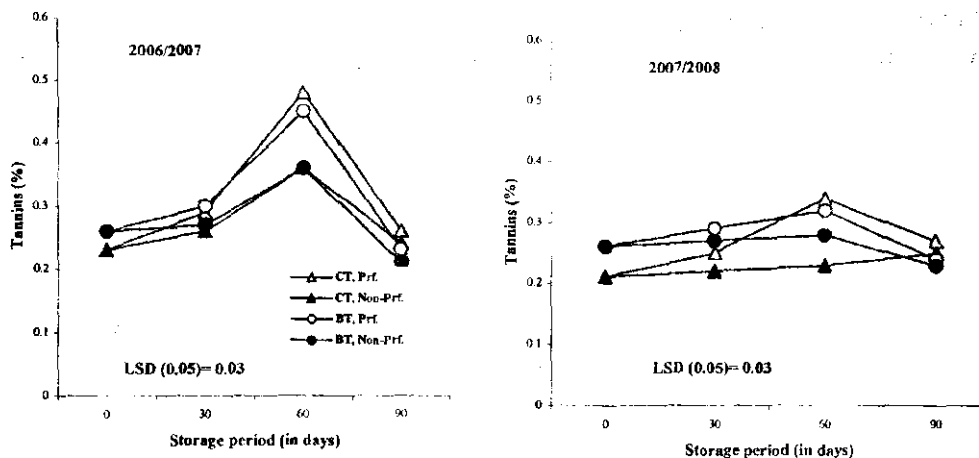 0.6
2006/2007
0.5
0.4
0.3
0.2
0.1
0
Tannins (%)
CT, Prf.
CT, Non-Prf.
BT, Prf.
BT, Non-Prf.
LSD (0.05)= 0.03
0 30 60 90
Storage period (in days)
0.6
2007/2008
0.5
0.4
0.3
0.2
0.1
0
Tannins (%)
LSD (0.05)= 0.03
0 30 60 90
Storage period (in days)